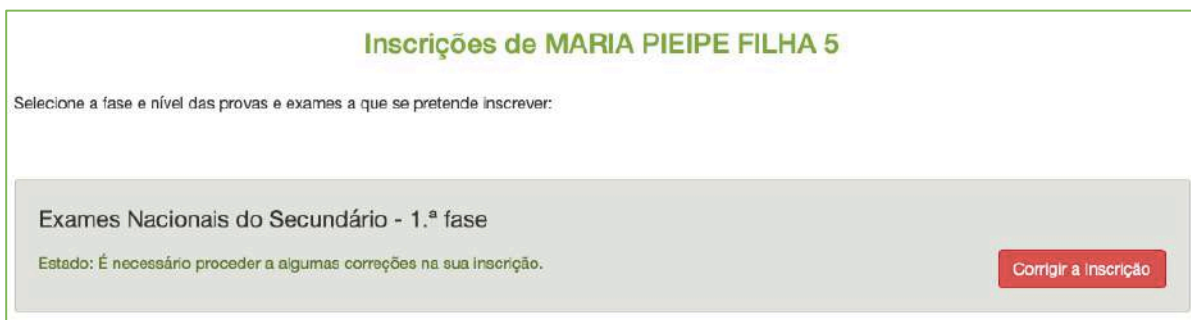 Inscrições de MARIA PIEIPE FILHA 5
Selecione a fase e nível das provas e exames a que se pretende inscrever:
Exames Nacionais do Secundário - 1.ª fase
Estado: É necessário proceder a algumas correções na sua inscrição.
Corrigir a Inscrição